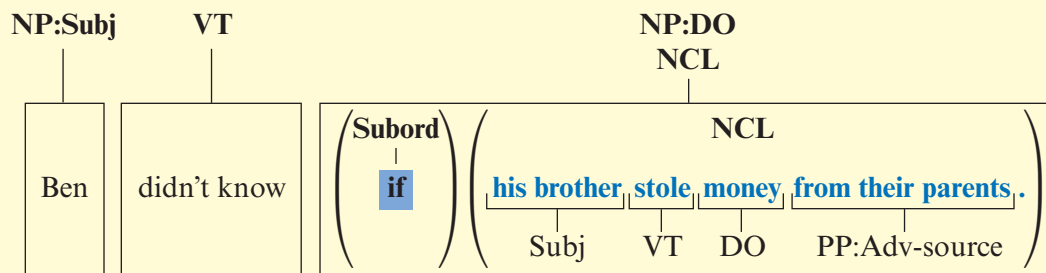 NP:Subj VT NP:DO
NCL
Subord NCL
Ben didn't know if his brother stole money from their parents.
Subj VT DO PP:Adv-source